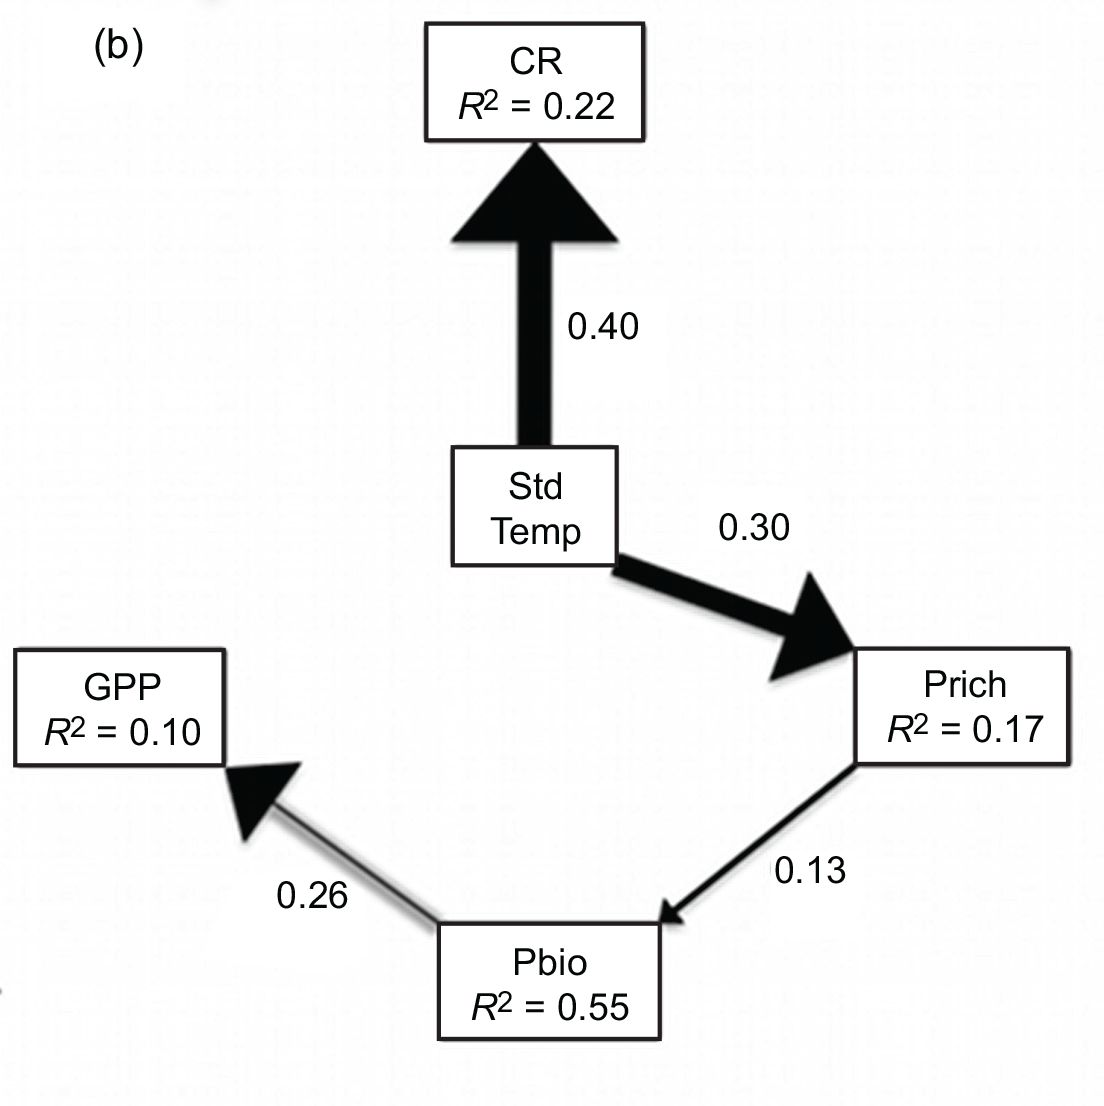 (b)
CR
R² = 0.22
0.40
Std
Temp
0.30
GPP
R² = 0.10
Prich
R² = 0.17
0.13
0.26
Pbio
R² = 0.55